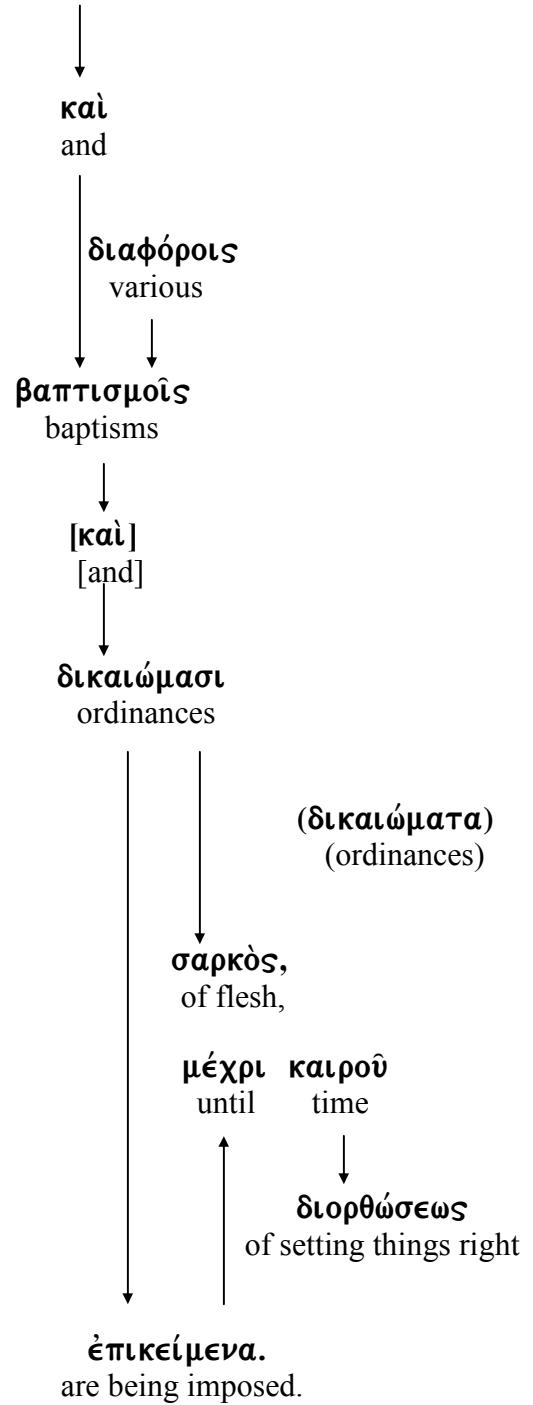 καὶ
and
διαφόροις
various
βαπτισμοῖς
baptisms
[καὶ]
[and]
δικαιώμασι
ordinances
(δικαιώματα)
(ordinances)
σαρκὸς,
of flesh,
μέχρι καιροῦ
until time
διορθώσεως
of setting things right
ἐπικείμενα.
are being imposed.